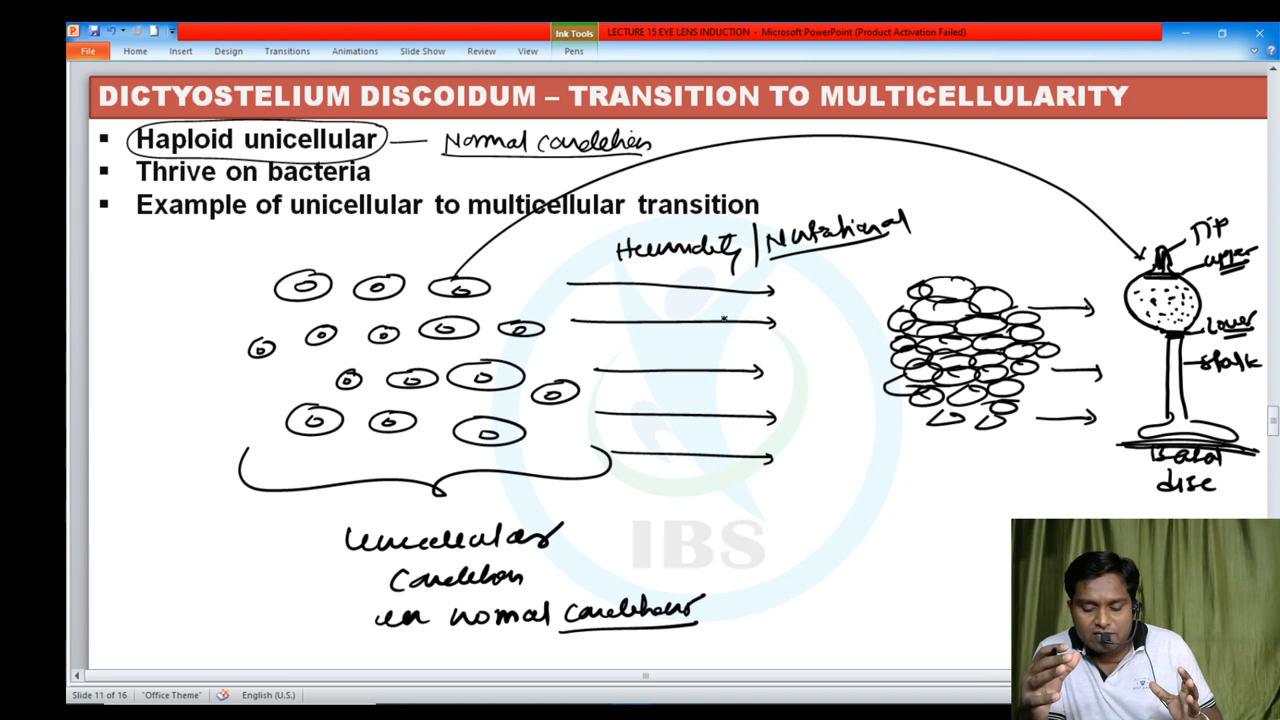 Ink Tools
LECTURE 15 EYE LENS INDUCTION - Microsoft PowerPoint (Product Activation Failed)
File Home Insert Design Transitions Animations Slide Show Review View Pens
DICTYOSTELIUM DISCOIDUM – TRANSITION TO MULTICELLULARITY
▪ Haploid unicellular — Normal condition
▪ Thrive on bacteria
▪ Example of unicellular to multicellular transition
Humidity | Nutritional
Tip
upper
lower
stalk
Basal
disc
unicellular
Condition
in normal conditions
IBS
Slide 11 of 16 "Office Theme" English (U.S.)